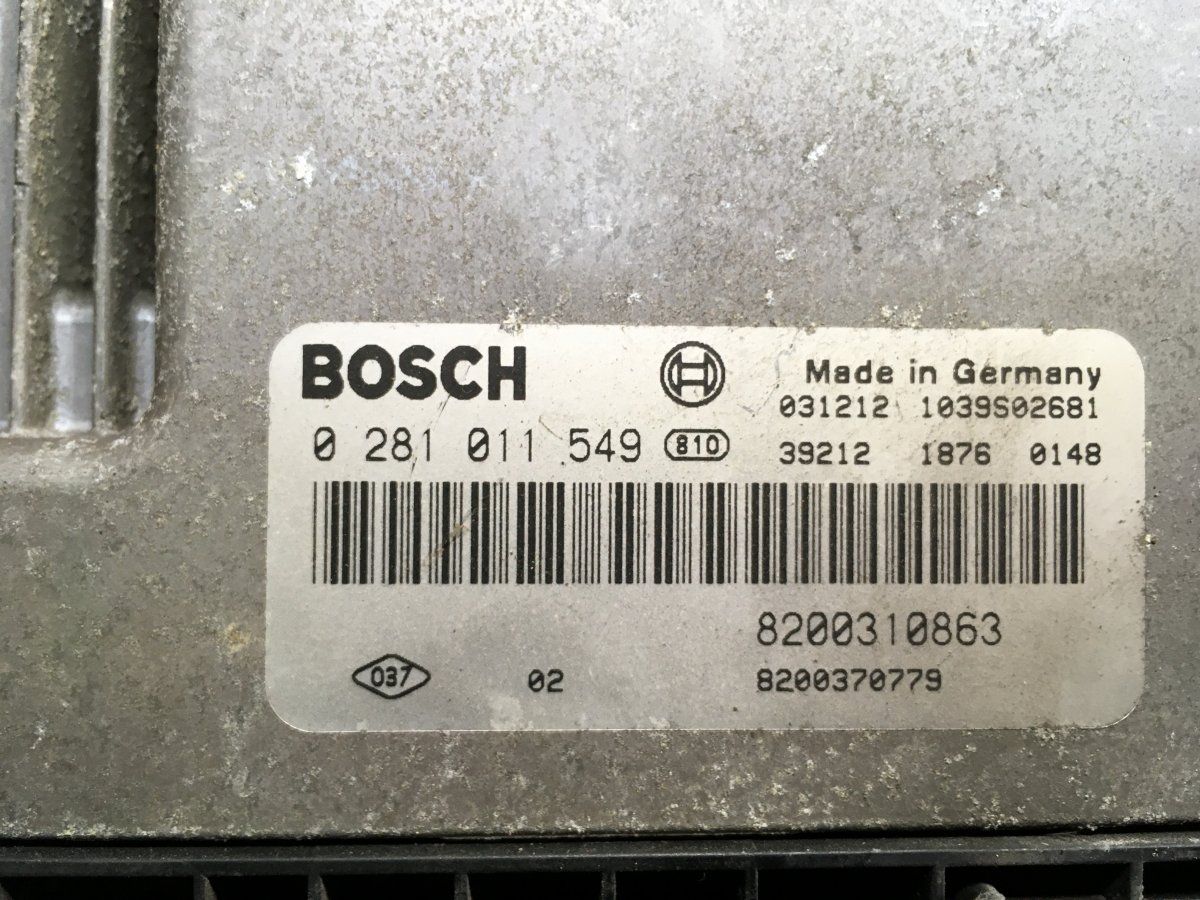 BOSCH
Made in Germany
031212 1039S02681
0 281 011 549 810
39212 1876 0148
8200310863
037 02 8200370779